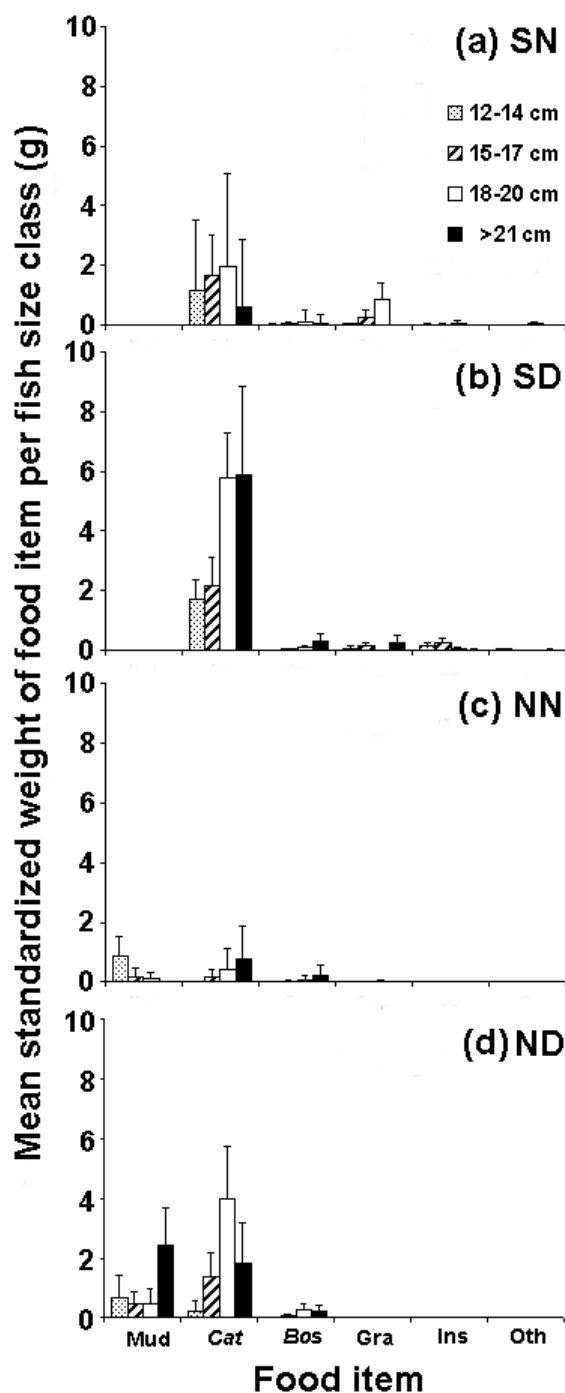 Mean standardized weight of food item per fish size class (g)
10
8
6
4
2
0
(a) SN
12-14 cm
15-17 cm
18-20 cm
>21 cm
10
8
6
4
2
0
(b) SD
10
8
6
4
2
0
(c) NN
10
8
6
4
2
0
(d) ND
Mud Cat Bos Gra Ins Oth
Food item